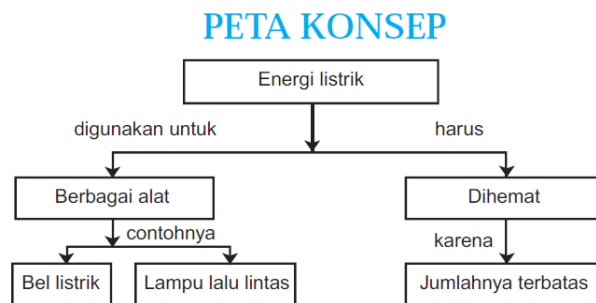 PETA KONSEP
Energi listrik
digunakan untuk
harus
Berbagai alat
Dihemat
contohnya
karena
Bel listrik
Lampu lalu lintas
Jumlahnya terbatas